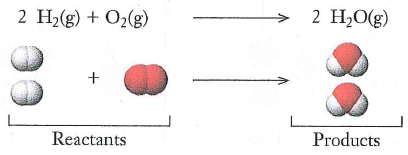 2 H₂(g) + O₂(g) ⟶ 2 H₂O(g)
+ ⟶
Reactants Products